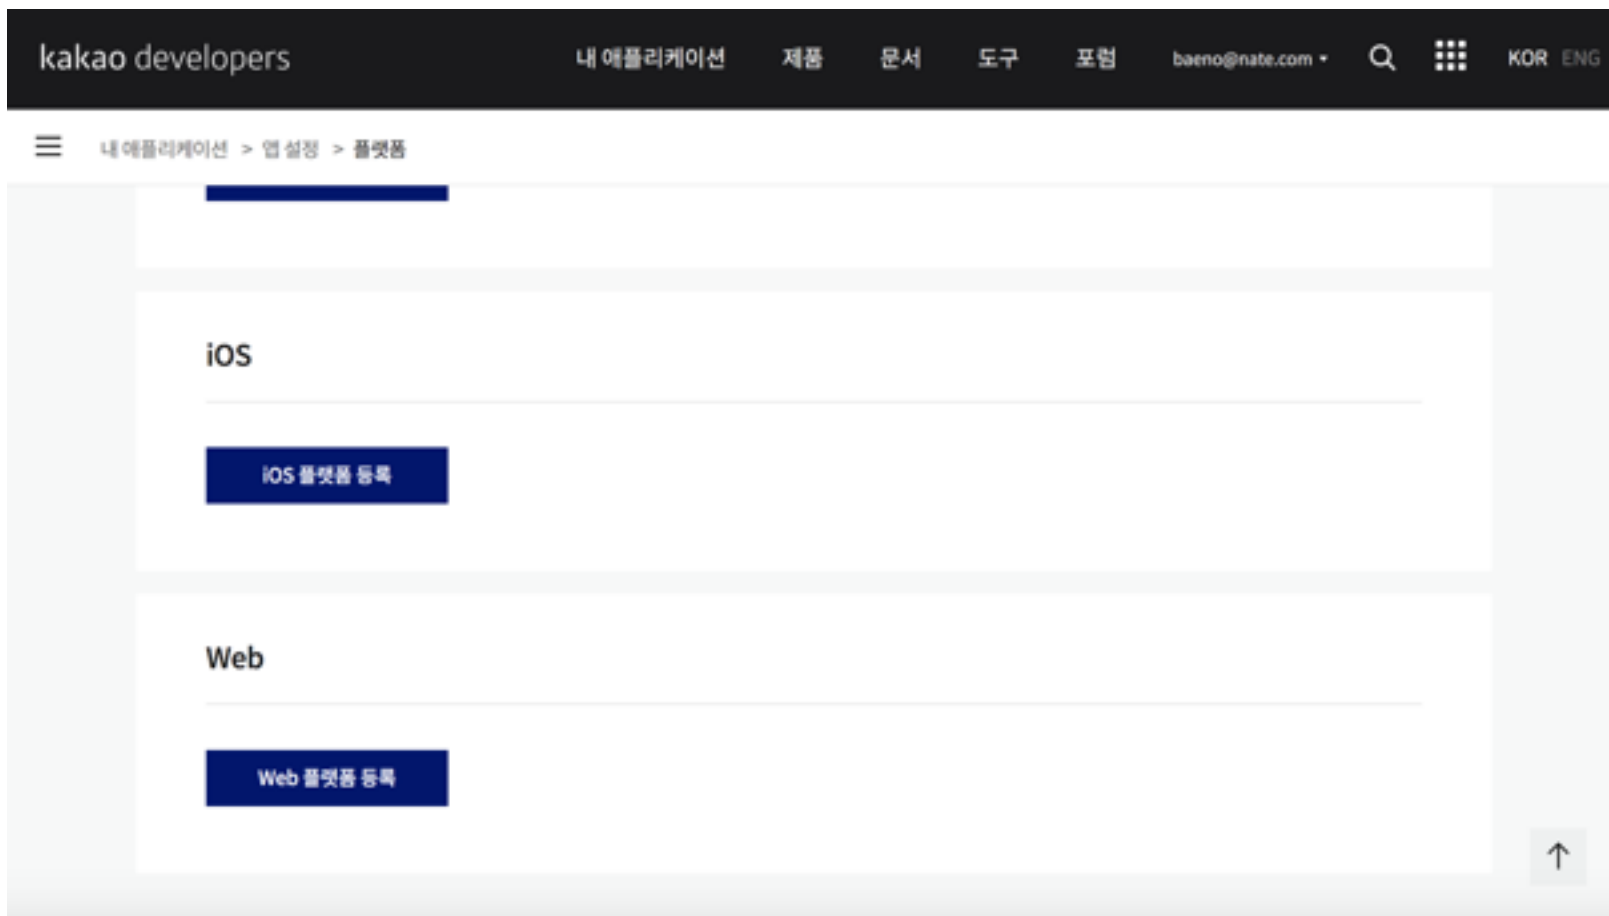 kakao developers 내 애플리케이션 제품 문서 도구 포럼 baeno@nate.com KOR ENG
내 애플리케이션 > 앱 설정 > 플랫폼
iOS
iOS 플랫폼 등록
Web
Web 플랫폼 등록